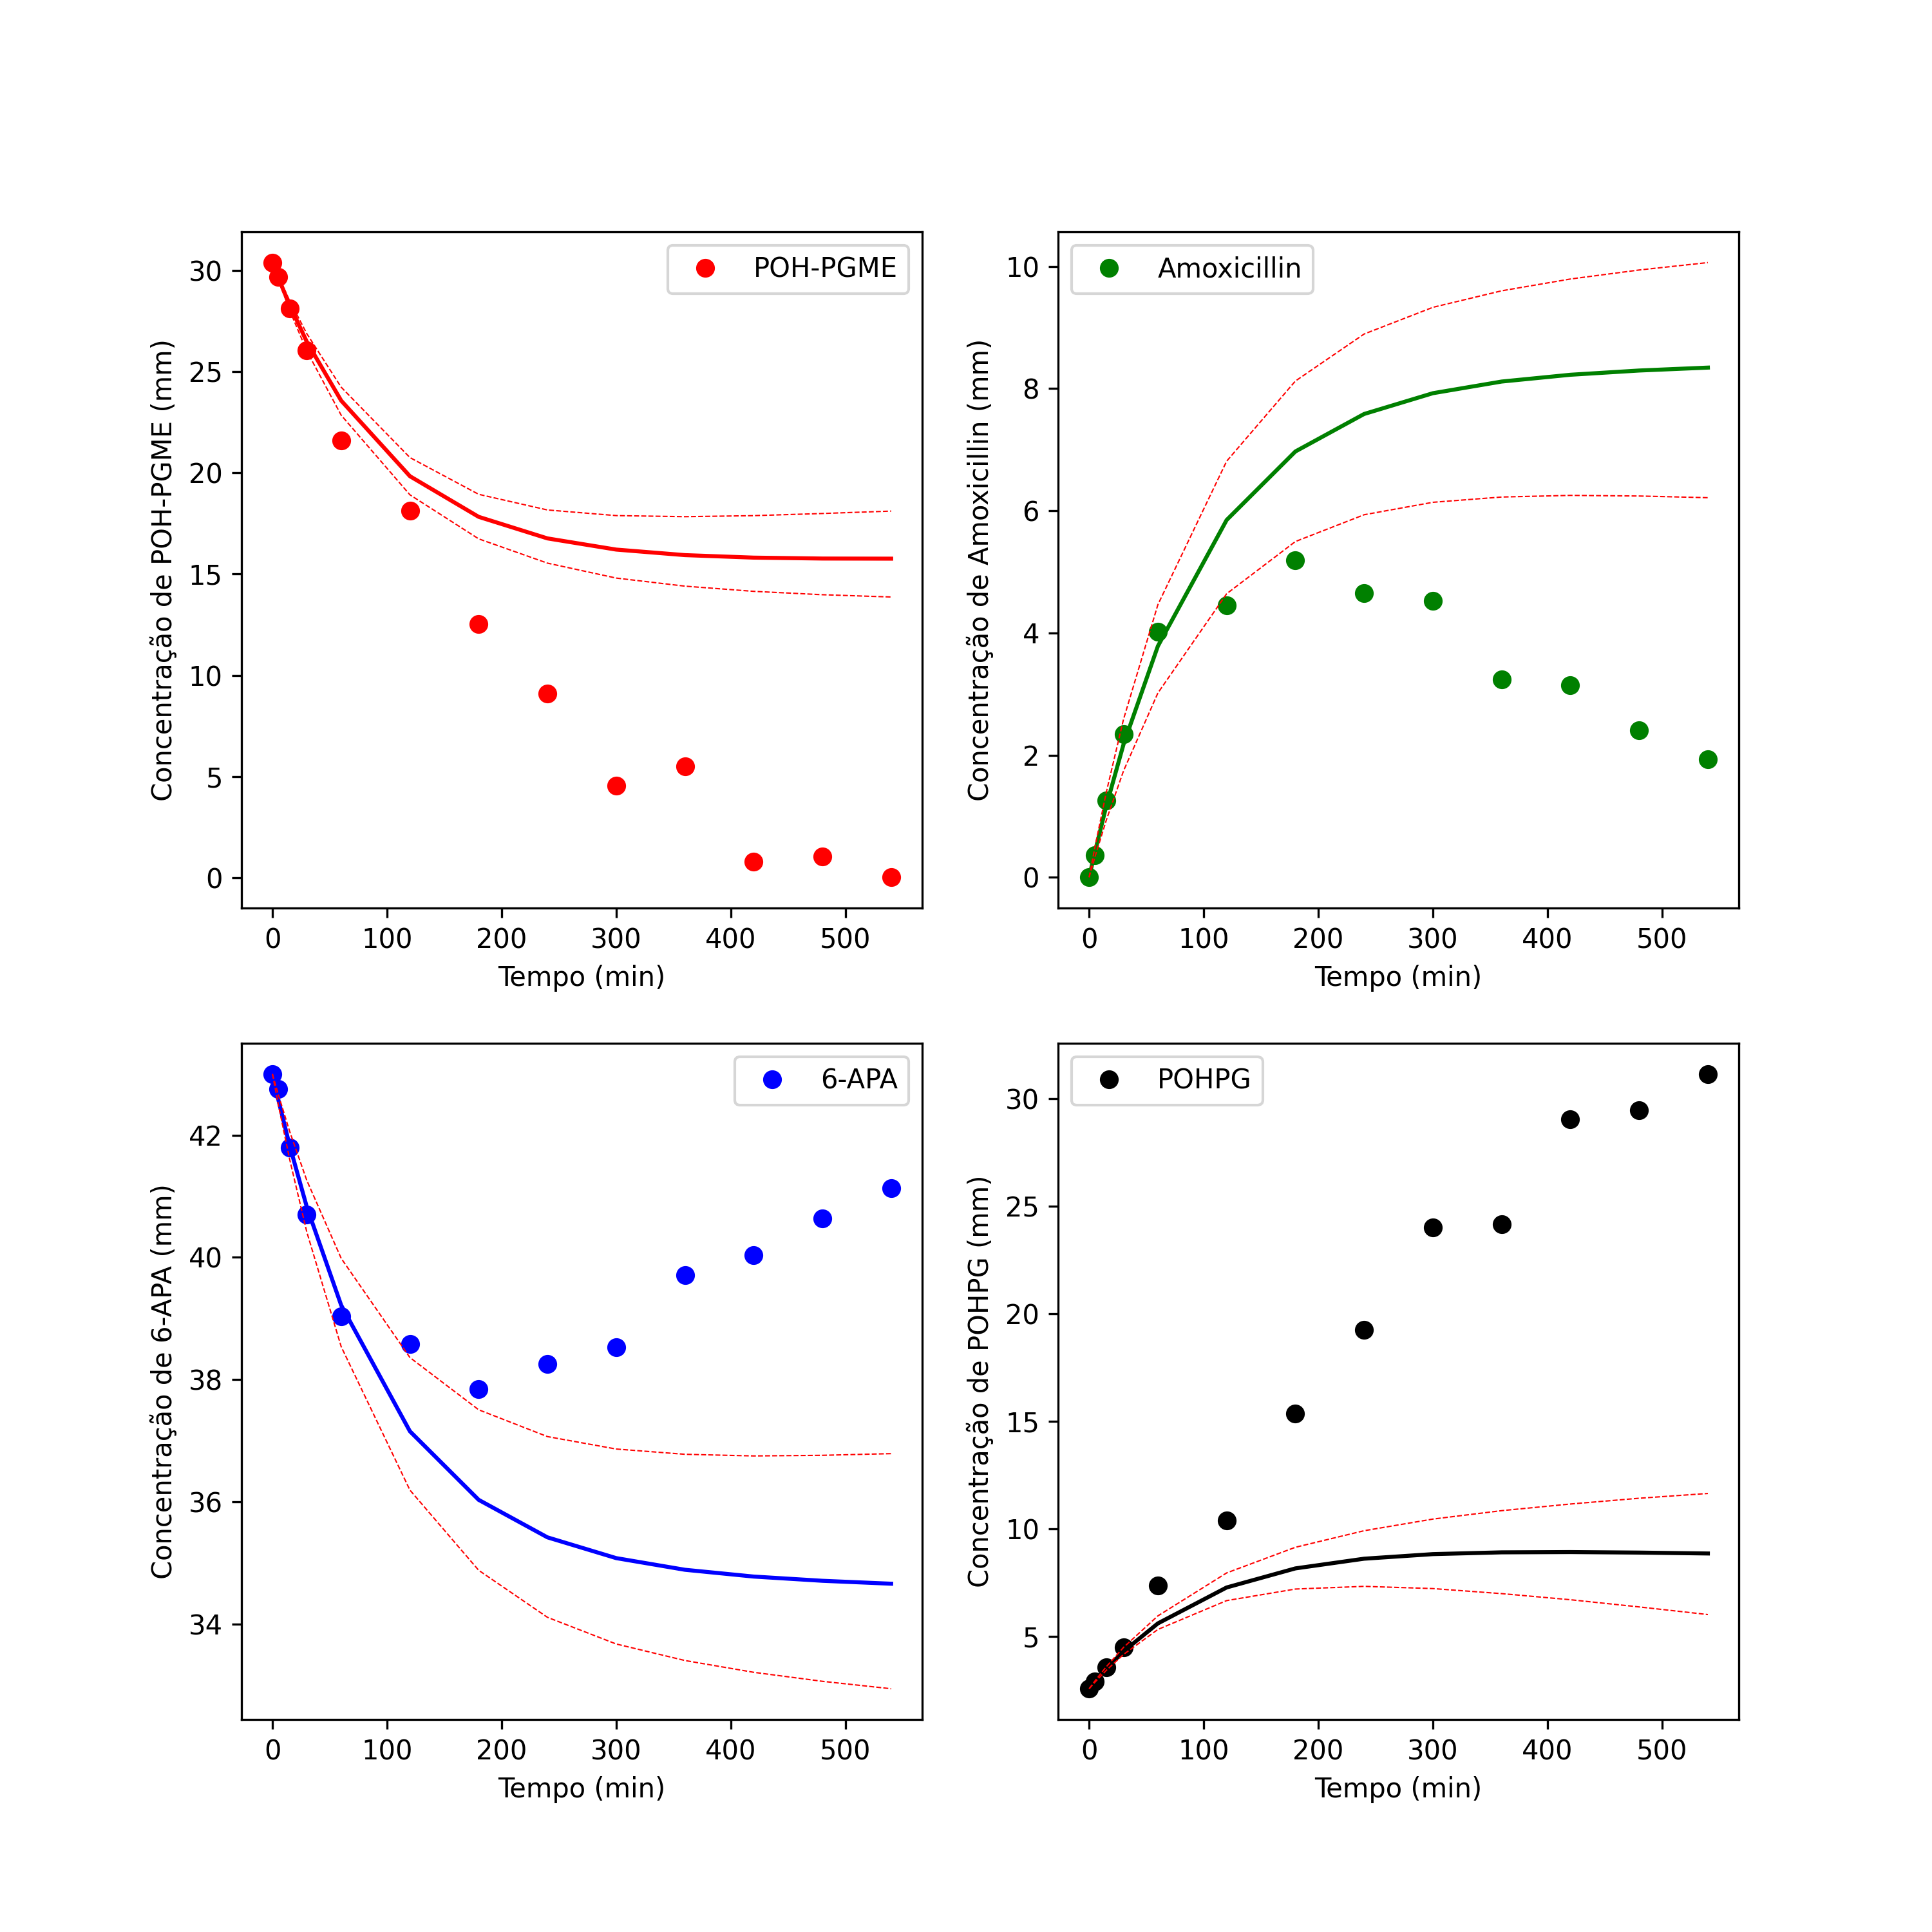 POH-PGME
Concentração de POH-PGME (mm)
30
25
20
15
10
5
0
0 100 200 300 400 500
Tempo (min)
Amoxicillin
Concentração de Amoxicillin (mm)
10
8
6
4
2
0
0 100 200 300 400 500
Tempo (min)
6-APA
Concentração de 6-APA (mm)
42
40
38
36
34
0 100 200 300 400 500
Tempo (min)
POHPG
Concentração de POHPG (mm)
30
25
20
15
10
5
0 100 200 300 400 500
Tempo (min)